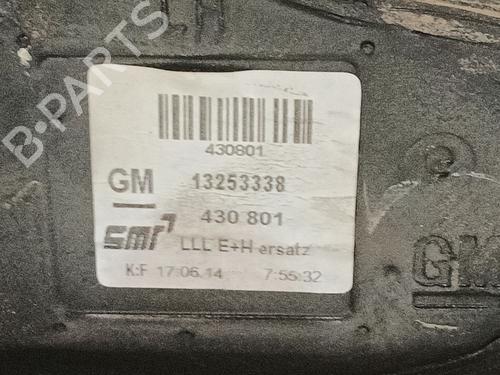 B-PARTS
430801
GM 13253338
430 801
smr LLL E+H ersatz
K:F 17:06.14 7:55:32
GM